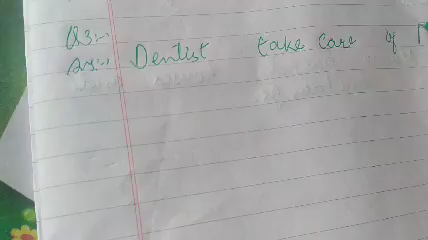 Q3:-
Ans:- Dentist take care of